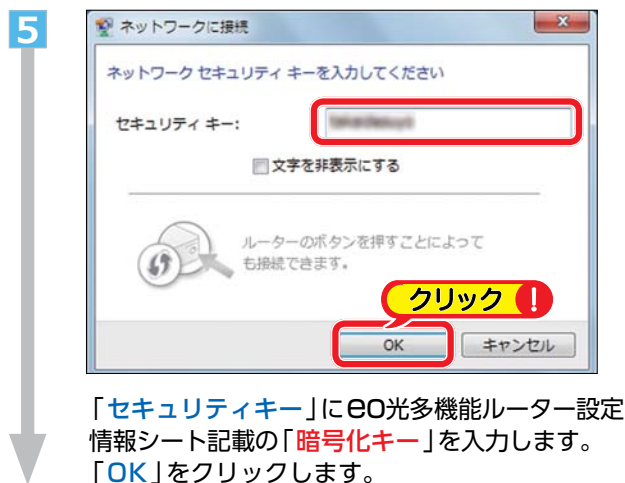 5
ネットワークに接続
ネットワーク セキュリティ キーを入力してください
セキュリティ キー:
文字を非表示にする
ルーターのボタンを押すことによって
も接続できます。
クリック !
OK キャンセル
「セキュリティキー」にeo光多機能ルーター設定
情報シート記載の「暗号化キー」を入力します。
「OK」をクリックします。